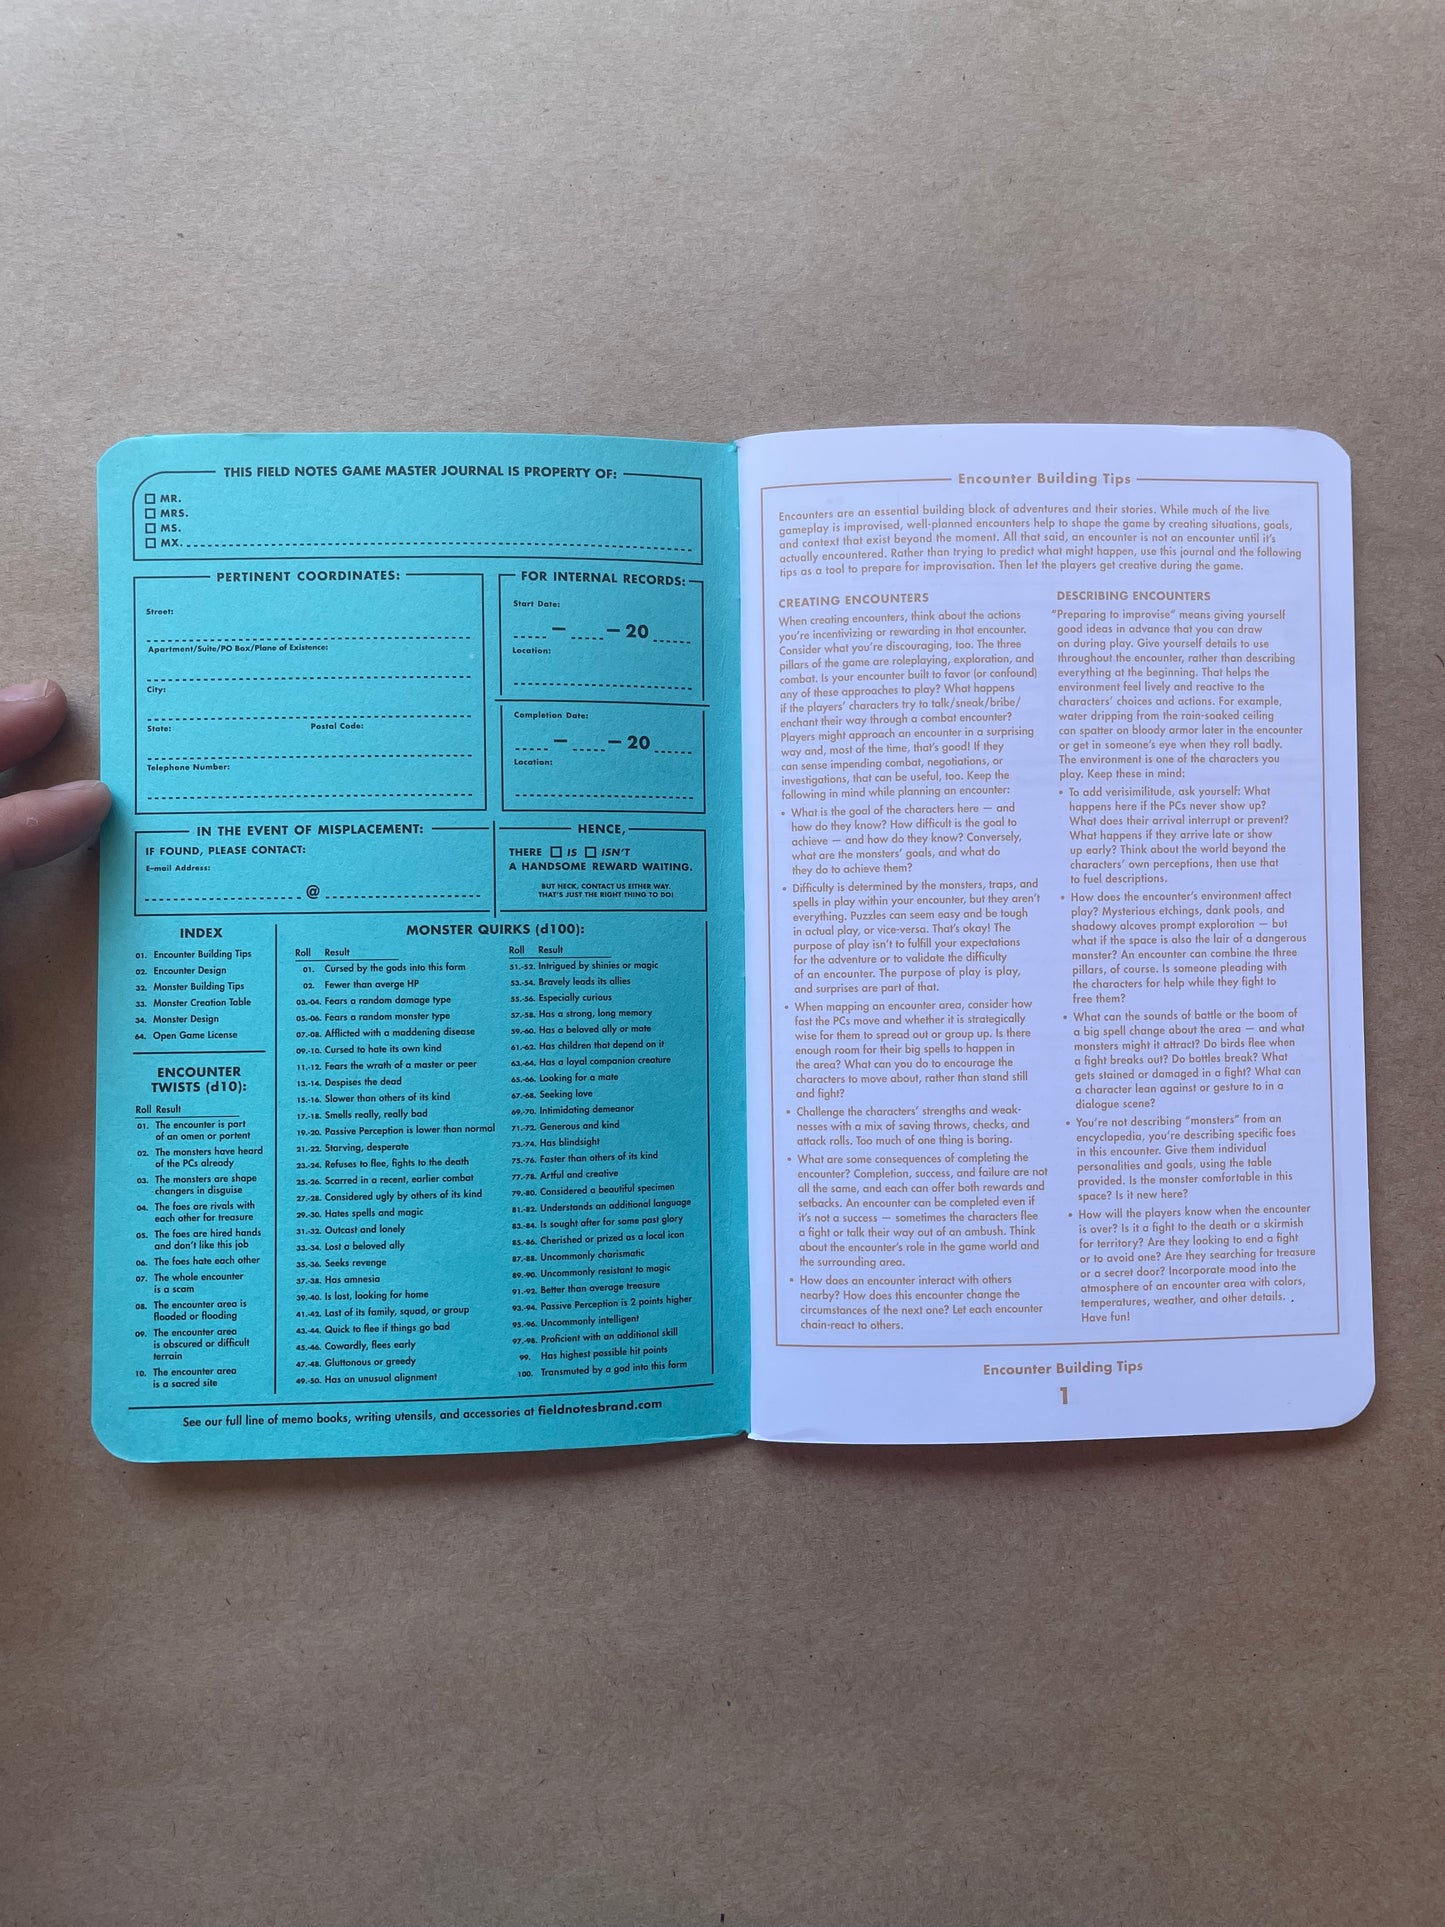 THIS FIELD NOTES GAME MASTER JOURNAL IS PROPERTY OF:
MR.
MRS.
MS.
MX.
PERTINENT COORDINATES:
Street:
Apartment/Suite/PO Box/Plane of Existence:
City:
State: Postal Code:
Telephone Number:
FOR INTERNAL RECORDS:
Start Date:
– – 20
Location:
Completion Date:
– – 20
Location:
IN THE EVENT OF MISPLACEMENT:
IF FOUND, PLEASE CONTACT:
E-mail Address:
@
HENCE,
THERE IS ISN'T
A HANDSOME REWARD WAITING.
BUT HECK, CONTACT US EITHER WAY.
THAT'S JUST THE RIGHT THING TO DO!
INDEX
01. Encounter Building Tips
02. Encounter Design
32. Monster Building Tips
33. Monster Creation Table
34. Monster Design
64. Open Game License
ENCOUNTER
TWISTS (d10):
Roll Result
01. The encounter is part
of an omen or portent
02. The monsters have heard
of the PCs already
03. The monsters are shape
changers in disguise
04. The foes are rivals with
each other for treasure
05. The foes are hired hands
and don't like this job
06. The foes hate each other
07. The whole encounter
is a scam
08. The encounter area is
flooded or flooding
09. The encounter area
is obscured or difficult
terrain
10. The encounter area
is a sacred site
MONSTER QUIRKS (d100):
Roll Result
01. Cursed by the gods into this form
02. Fewer than averge HP
03.-04. Fears a random damage type
05.-06. Fears a random monster type
07.-08. Afflicted with a maddening disease
09.-10. Cursed to hate its own kind
11.-12. Fears the wrath of a master or peer
13.-14. Despises the dead
15.-16. Slower than others of its kind
17.-18. Smells really, really bad
19.-20. Passive Perception is lower than normal
21.-22. Starving, desperate
23.-24. Refuses to flee, fights to the death
25.-26. Scarred in a recent, earlier combat
27.-28. Considered ugly by others of its kind
29.-30. Hates spells and magic
31.-32. Outcast and lonely
33.-34. Lost a beloved ally
35.-36. Seeks revenge
37.-38. Has amnesia
39.-40. Is lost, looking for home
41.-42. Last of its family, squad, or group
43.-44. Quick to flee if things go bad
45.-46. Cowardly, flees early
47.-48. Gluttonous or greedy
49.-50. Has an unusual alignment
Roll Result
51.-52. Intrigued by shinies or magic
53.-54. Bravely leads its allies
55.-56. Especially curious
57.-58. Has a strong, long memory
59.-60. Has a beloved ally or mate
61.-62. Has children that depend on it
63.-64. Has a loyal companion creature
65.-66. Looking for a mate
67.-68. Seeking love
69.-70. Intimidating demeanor
71.-72. Generous and kind
73.-74. Has blindsight
75.-76. Faster than others of its kind
77.-78. Artful and creative
79.-80. Considered a beautiful specimen
81.-82. Understands an additional language
83.-84. Is sought after for some past glory
85.-86. Cherished or prized as a local icon
87.-88. Uncommonly charismatic
89.-90. Uncommonly resistant to magic
91.-92. Better than average treasure
93.-94. Passive Perception is 2 points higher
95.-96. Uncommonly intelligent
97.-98. Proficient with an additional skill
99. Has highest possible hit points
100. Transmuted by a god into this form
See our full line of memo books, writing utensils, and accessories at fieldnotesbrand.com
Encounter Building Tips
Encounters are an essential building block of adventures and their stories. While much of the live
gameplay is improvised, well-planned encounters help to shape the game by creating situations, goals,
and context that exist beyond the moment. All that said, an encounter is not an encounter until it's
actually encountered. Rather than trying to predict what might happen, use this journal and the following
tips as a tool to prepare for improvisation. Then let the players get creative during the game.
CREATING ENCOUNTERS
When creating encounters, think about the actions
you're incentivizing or rewarding in that encounter.
Consider what you're discouraging, too. The three
pillars of the game are roleplaying, exploration, and
combat. Is your encounter built to favor (or confound)
any of these approaches to play? What happens
if the players' characters try to talk/sneak/bribe/
enchant their way through a combat encounter?
Players might approach an encounter in a surprising
way and, most of the time, that's good! If they
can sense impending combat, negotiations, or
investigations, that can be useful, too. Keep the
following in mind while planning an encounter:
• What is the goal of the characters here — and
how do they know? How difficult is the goal to
achieve — and how do they know? Conversely,
what are the monsters' goals, and what do
they do to achieve them?
• Difficulty is determined by the monsters, traps, and
spells in play within your encounter, but they aren't
everything. Puzzles can seem easy and be tough
in actual play, or vice-versa. That's okay! The
purpose of play isn't to fulfill your expectations
for the adventure or to validate the difficulty
of an encounter. The purpose of play is play,
and surprises are part of that.
• When mapping an encounter area, consider how
fast the PCs move and whether it is strategically
wise for them to spread out or group up. Is there
enough room for their big spells to happen in
the area? What can you do to encourage the
characters to move about, rather than stand still
and fight?
• Challenge the characters' strengths and weak-
nesses with a mix of saving throws, checks, and
attack rolls. Too much of one thing is boring.
• What are some consequences of completing the
encounter? Completion, success, and failure are not
all the same, and each can offer both rewards and
setbacks. An encounter can be completed even if
it's not a success — sometimes the characters flee
a fight or talk their way out of an ambush. Think
about the encounter's role in the game world and
the surrounding area.
• How does an encounter interact with others
nearby? How does this encounter change the
circumstances of the next one? Let each encounter
chain-react to others.
DESCRIBING ENCOUNTERS
"Preparing to improvise" means giving yourself
good ideas in advance that you can draw
on during play. Give yourself details to use
throughout the encounter, rather than describing
everything at the beginning. That helps the
environment feel lively and reactive to the
characters' choices and actions. For example,
water dripping from the rain-soaked ceiling
can spatter on bloody armor later in the encounter
or get in someone's eye when they roll badly.
The environment is one of the characters you
play. Keep these in mind:
• To add verisimilitude, ask yourself: What
happens here if the PCs never show up?
What does their arrival interrupt or prevent?
What happens if they arrive late or show
up early? Think about the world beyond the
characters' own perceptions, then use that
to fuel descriptions.
• How does the encounter's environment affect
play? Mysterious etchings, dank pools, and
shadowy alcoves prompt exploration — but
what if the space is also the lair of a dangerous
monster? An encounter can combine the three
pillars, of course. Is someone pleading with
the characters for help while they fight to
free them?
• What can the sounds of battle or the boom of
a big spell change about the area — and what
monsters might it attract? Do birds flee when
a fight breaks out? Do bottles break? What
gets stained or damaged in a fight? What can
a character lean against or gesture to in a
dialogue scene?
• You're not describing "monsters" from an
encyclopedia, you're describing specific foes
in this encounter. Give them individual
personalities and goals, using the table
provided. Is the monster comfortable in this
space? Is it new here?
• How will the players know when the encounter
is over? Is it a fight to the death or a skirmish
for territory? Are they looking to end a fight
or to avoid one? Are they searching for treasure
or a secret door? Incorporate mood into the
atmosphere of an encounter area with colors,
temperatures, weather, and other details.
Have fun!
Encounter Building Tips
1